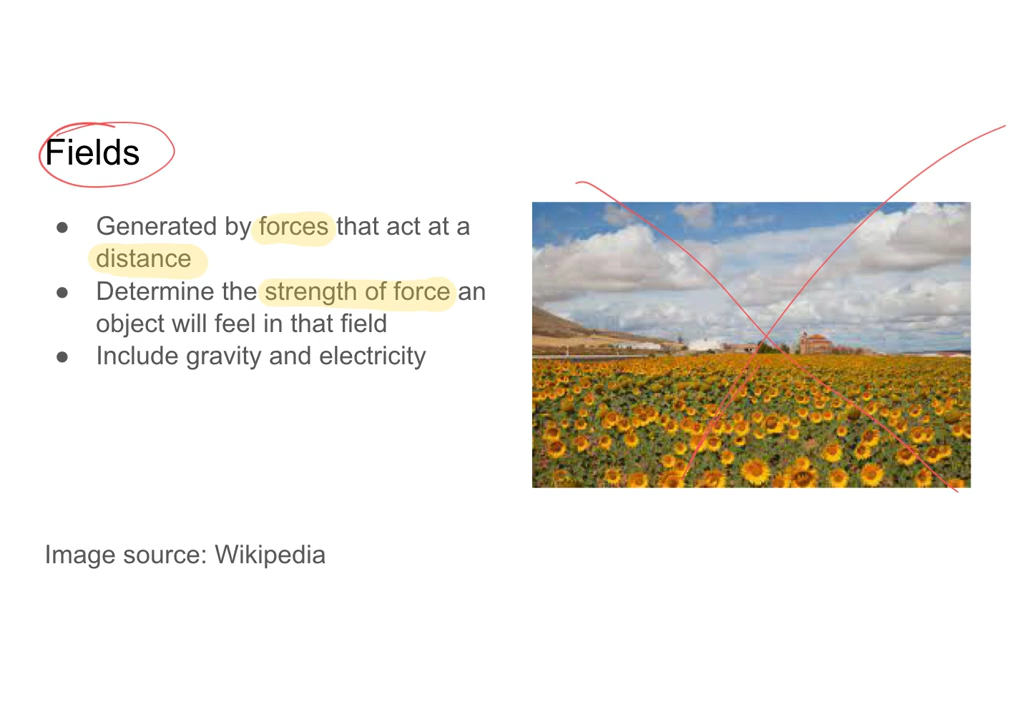 Fields
● Generated by forces that act at a
distance
● Determine the strength of force an
object will feel in that field
● Include gravity and electricity
Image source: Wikipedia